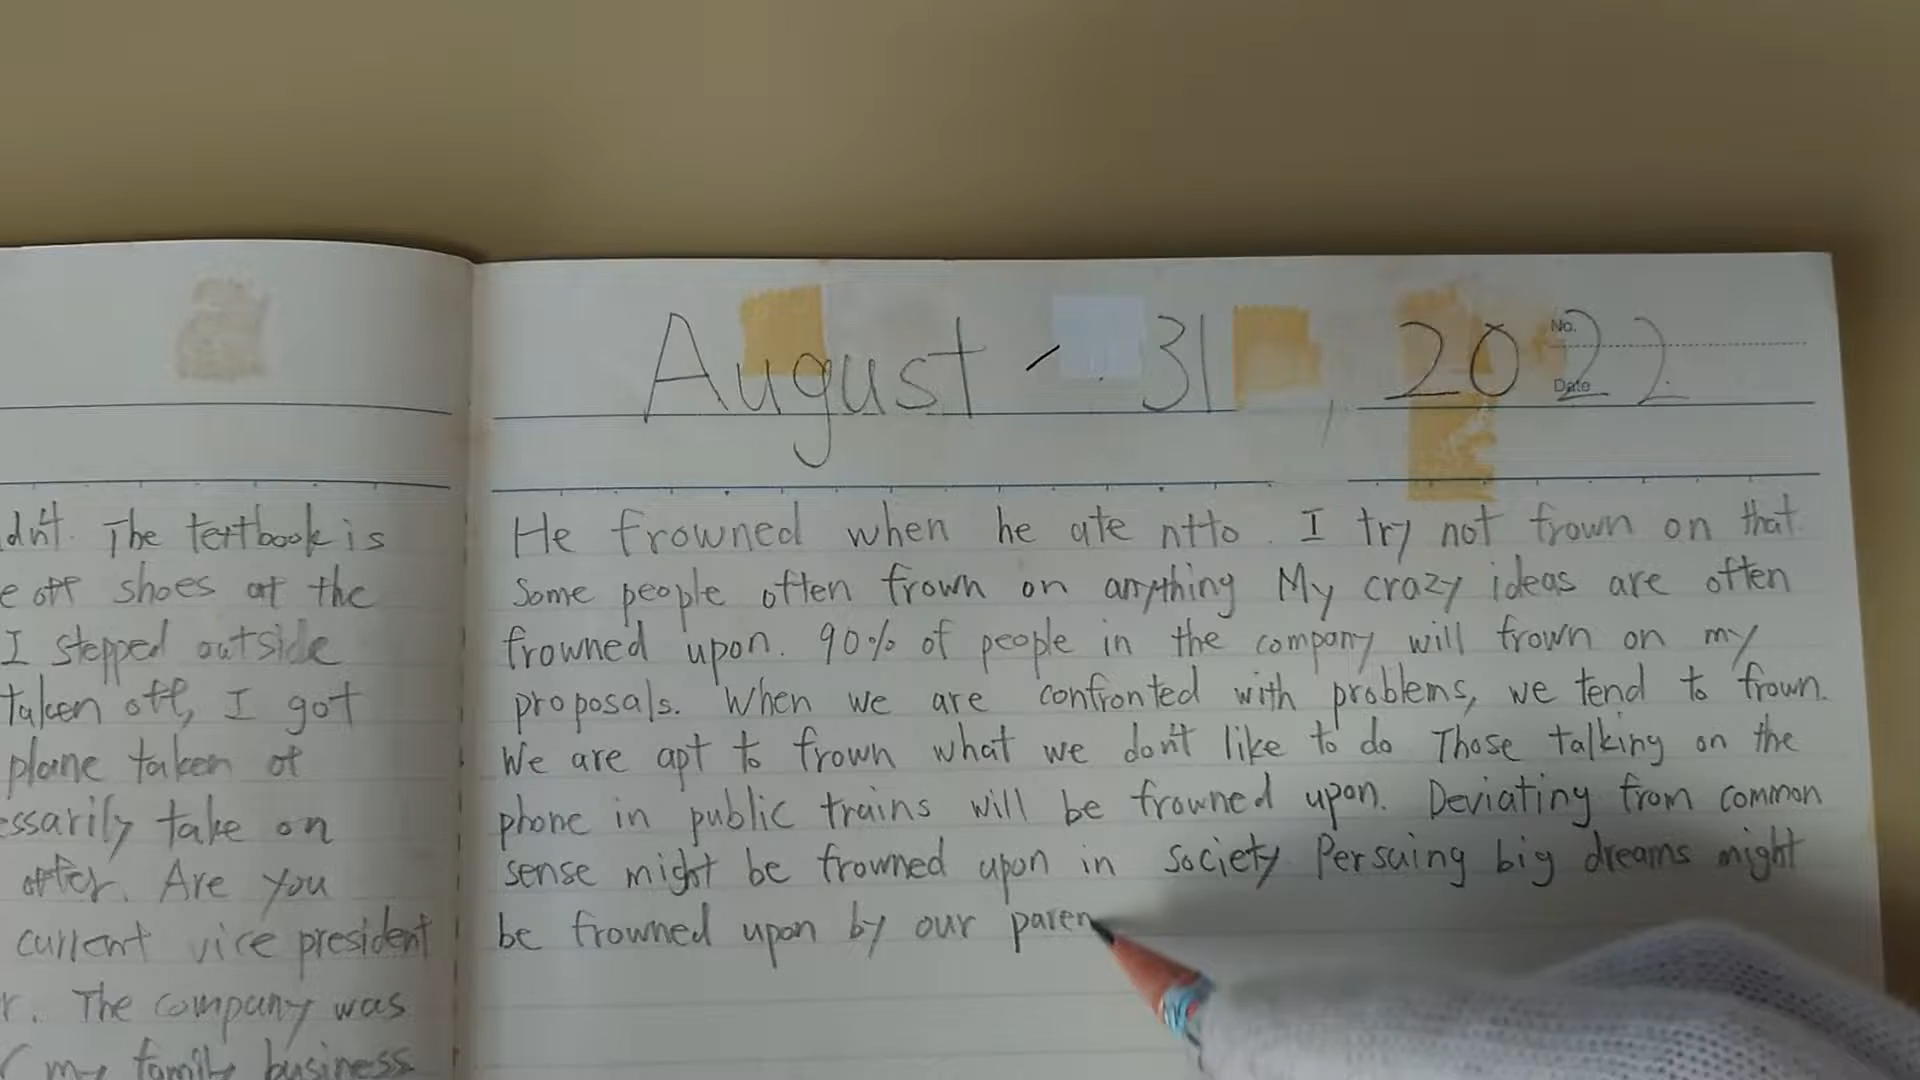 August 31, 2022
No.
Date
dn't. The textbook is
e off shoes at the
I stepped outside
taken off, I got
plane taken of
essarily take on
after. Are you
current vice president
r. The company was
my family business
He frowned when he ate ntto. I try not frown on that.
Some people often frown on anything My crazy ideas are often
frowned upon. 90% of people in the company will frown on my
proposals. When we are confronted with problems, we tend to frown.
We are apt to frown what we don't like to do Those talking on the
phone in public trains will be frowned upon. Deviating from common
sense might be frowned upon in society. Persuing big dreams might
be frowned upon by our paren